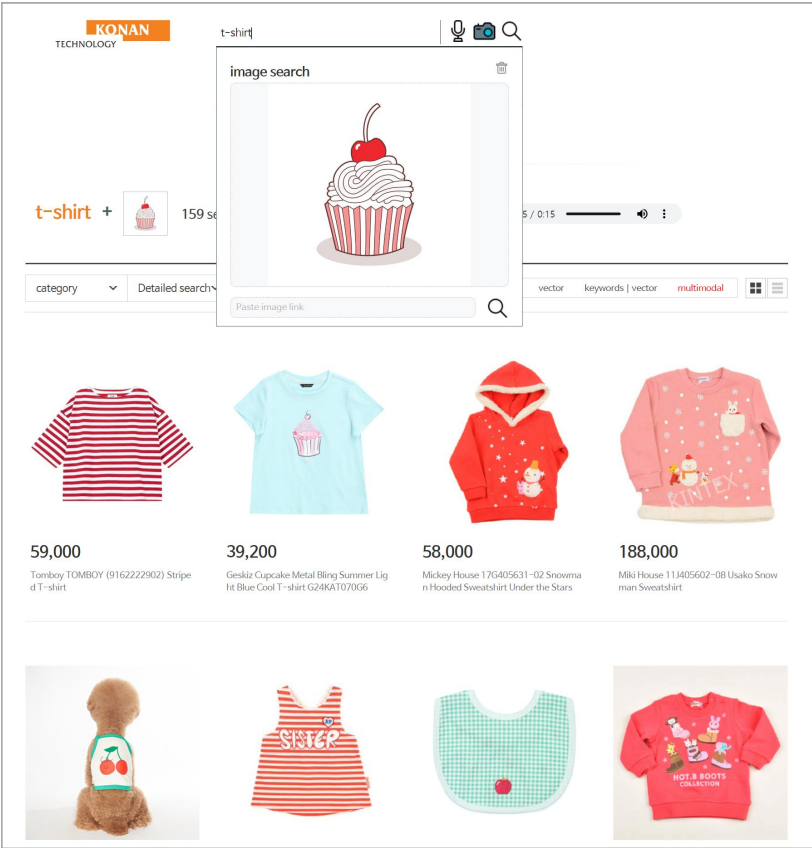 KONAN
TECHNOLOGY
t-shirt
image search
t-shirt + 159 se
5 / 0:15
category
Detailed search
vector
keywords | vector
multimodal
Paste image link
59,000
Tomboy TOMBOY (9162222902) Stripe
d T-shirt
39,200
Geskiz Cupcake Metal Bling Summer Lig
ht Blue Cool T-shirt G24KAT070G6
58,000
Mickey House 17G405631-02 Snowma
n Hooded Sweatshirt Under the Stars
188,000
Miki House 11J405602-08 Usako Snow
man Sweatshirt
RINTEX
SISTER
HOT.B BOOTS
COLLECTION